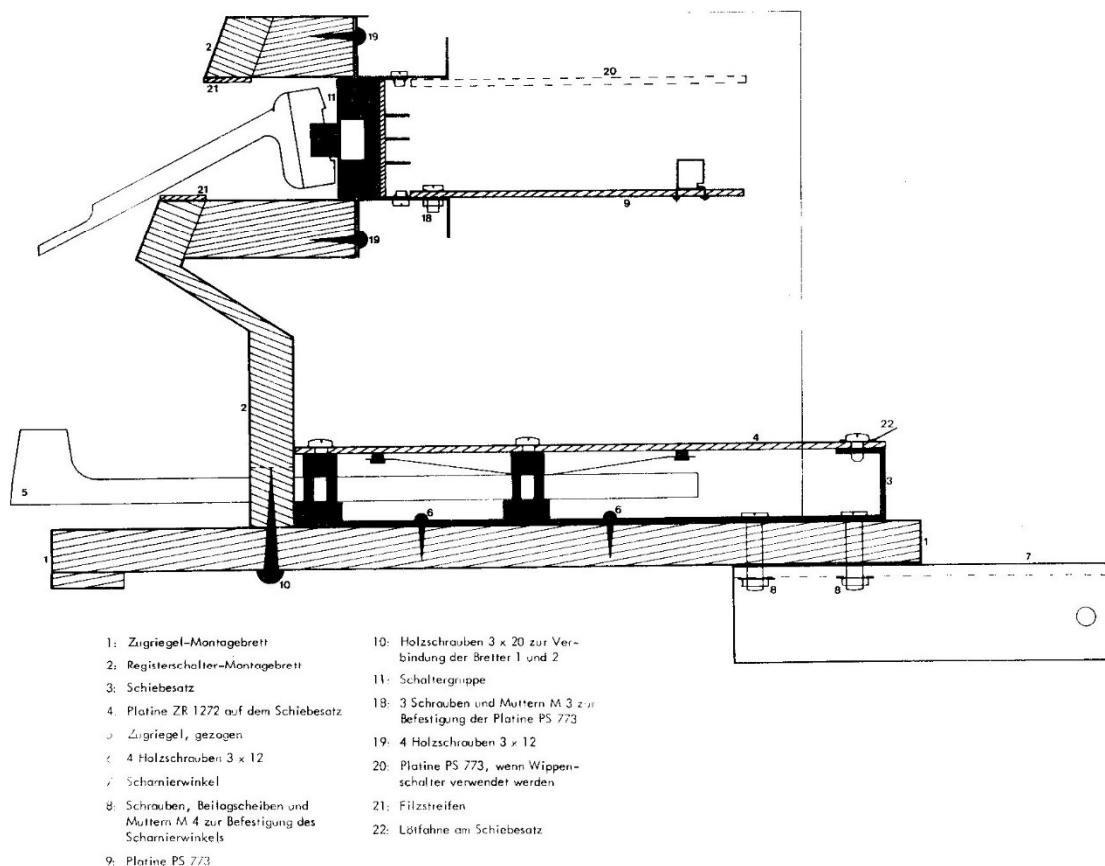 19
2
21
11
20
21
18
9
19
2
4
22
5
3
6
6
1
1
10
8
8
7
1: Zugriegel-Montagebrett
2: Registerschalter-Montagebrett
3: Schiebesatz
4. Platine ZR 1272 auf dem Schiebesatz
Zugriegel, gezogen
4 Holzschrauben 3 x 12
7 Scharnierwinkel
8: Schrauben, Beilagscheiben und
Muttern M 4 zur Befestigung des
Scharnierwinkels
9: Platine PS 773
10: Holzschrauben 3 x 20 zur Ver-
bindung der Bretter 1 und 2
11: Schaltergruppe
18: 3 Schrauben und Muttern M 3 zur
Befestigung der Platine PS 773
19: 4 Holzschrauben 3 x 12
20: Platine PS 773, wenn Wippen-
schalter verwendet werden
21: Filzstreifen
22: Lötfahne am Schiebesatz